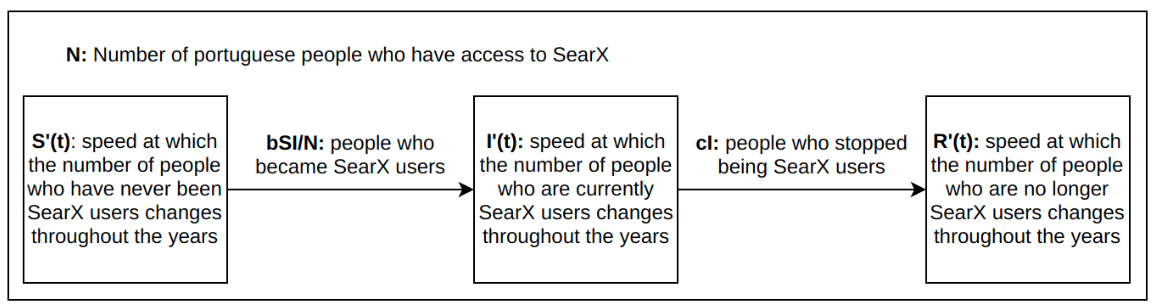 N: Number of portuguese people who have access to SearX
S'(t): speed at which
the number of people
who have never been
SearX users changes
throughout the years
bSI/N: people who
became SearX users
I'(t): speed at which
the number of people
who are currently
SearX users changes
throughout the years
cI: people who stopped
being SearX users
R'(t): speed at which
the number of people
who are no longer
SearX users changes
throughout the years